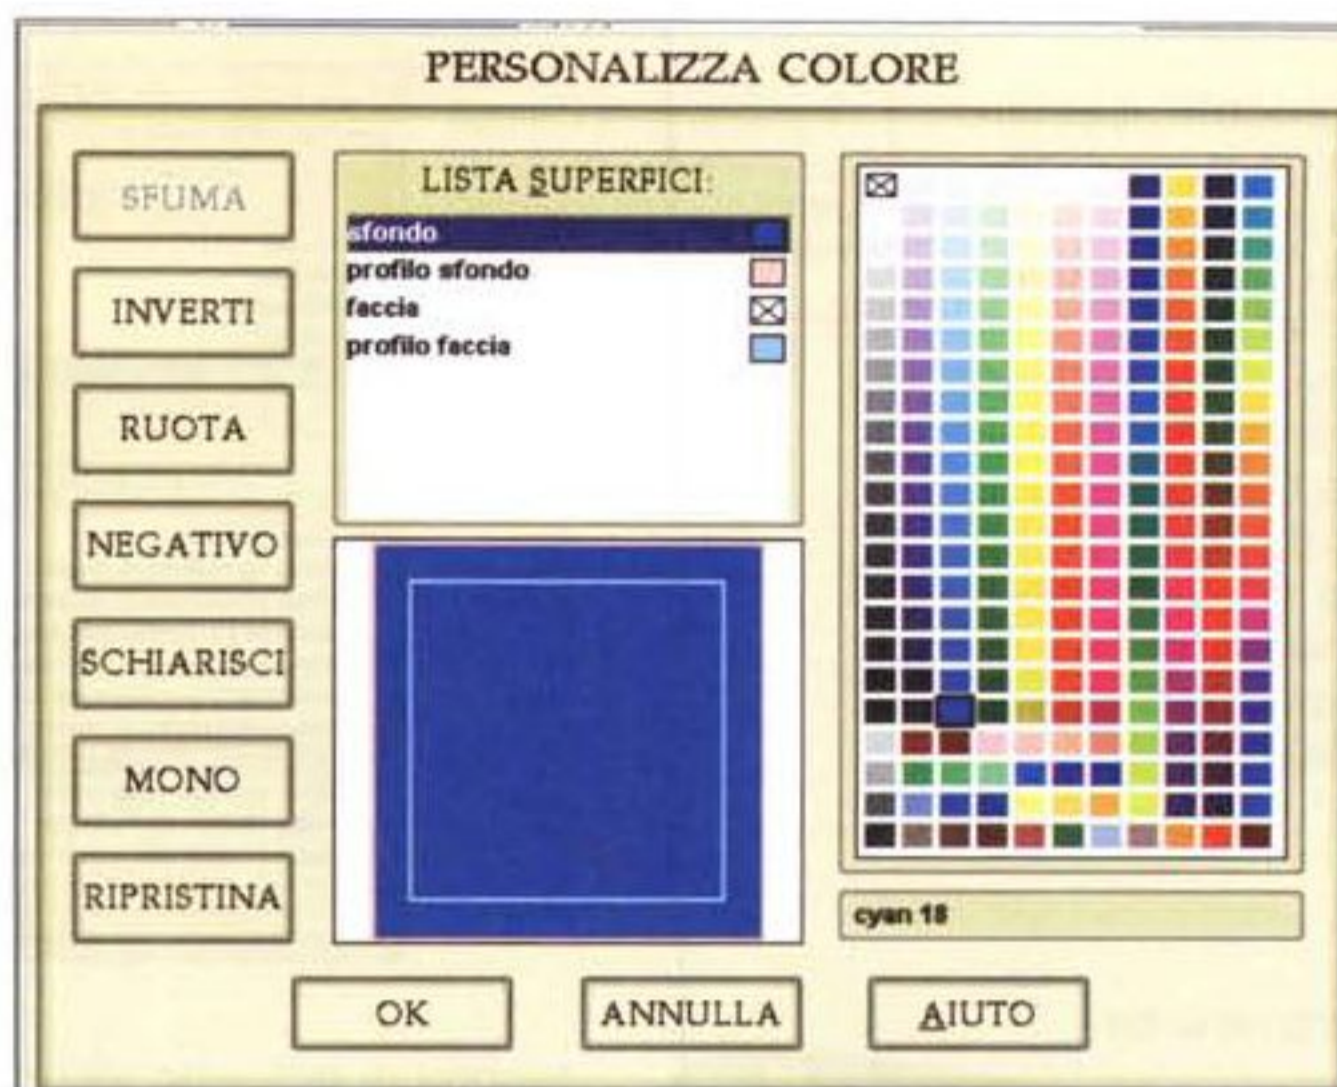 PERSONALIZZA COLORE
SFUMA
INVERTI
RUOTA
NEGATIVO
SCHIARISCI
MONO
RIPRISTINA
LISTA SUPERFICI:
sfondo
profilo sfondo
faccia
profilo faccia
cyan 18
OK
ANNULLA
AIUTO